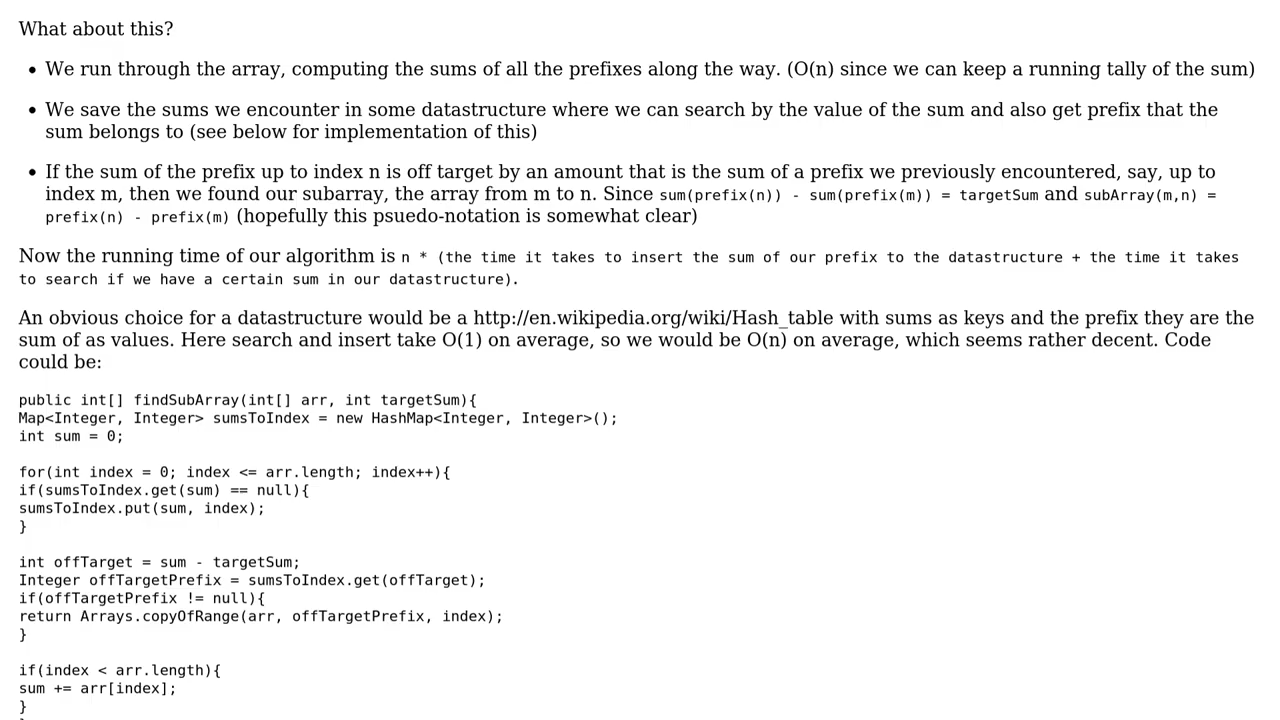 What about this?
• We run through the array, computing the sums of all the prefixes along the way. (O(n) since we can keep a running tally of the sum)
• We save the sums we encounter in some datastructure where we can search by the value of the sum and also get prefix that the
sum belongs to (see below for implementation of this)
• If the sum of the prefix up to index n is off target by an amount that is the sum of a prefix we previously encountered, say, up to
index m, then we found our subarray, the array from m to n. Since sum(prefix(n)) - sum(prefix(m)) = targetSum and subArray(m,n) =
prefix(n) - prefix(m) (hopefully this psuedo-notation is somewhat clear)
Now the running time of our algorithm is n * (the time it takes to insert the sum of our prefix to the datastructure + the time it takes
to search if we have a certain sum in our datastructure).
An obvious choice for a datastructure would be a http://en.wikipedia.org/wiki/Hash_table with sums as keys and the prefix they are the
sum of as values. Here search and insert take O(1) on average, so we would be O(n) on average, which seems rather decent. Code
could be:
public int[] findSubArray(int[] arr, int targetSum){
Map<Integer, Integer> sumsToIndex = new HashMap<Integer, Integer>();
int sum = 0;
for(int index = 0; index <= arr.length; index++){
if(sumsToIndex.get(sum) == null){
sumsToIndex.put(sum, index);
}
int offTarget = sum - targetSum;
Integer offTargetPrefix = sumsToIndex.get(offTarget);
if(offTargetPrefix != null){
return Arrays.copyOfRange(arr, offTargetPrefix, index);
}
if(index < arr.length){
sum += arr[index];
}